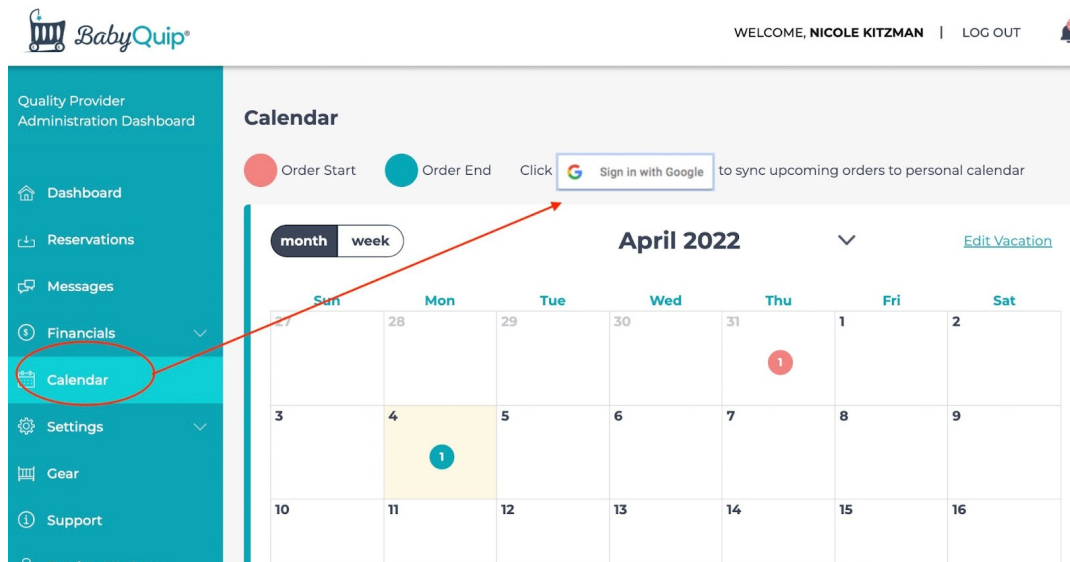 BabyQuip®
WELCOME, NICOLE KITZMAN | LOG OUT
Quality Provider
Administration Dashboard
Dashboard
Reservations
Messages
Financials
Calendar
Settings
Gear
Support
Calendar
Order Start Order End Click Sign in with Google to sync upcoming orders to personal calendar
month week April 2022 Edit Vacation
Sun Mon Tue Wed Thu Fri Sat
27 28 29 30 31 1 2
1
3 4 5 6 7 8 9
1
10 11 12 13 14 15 16